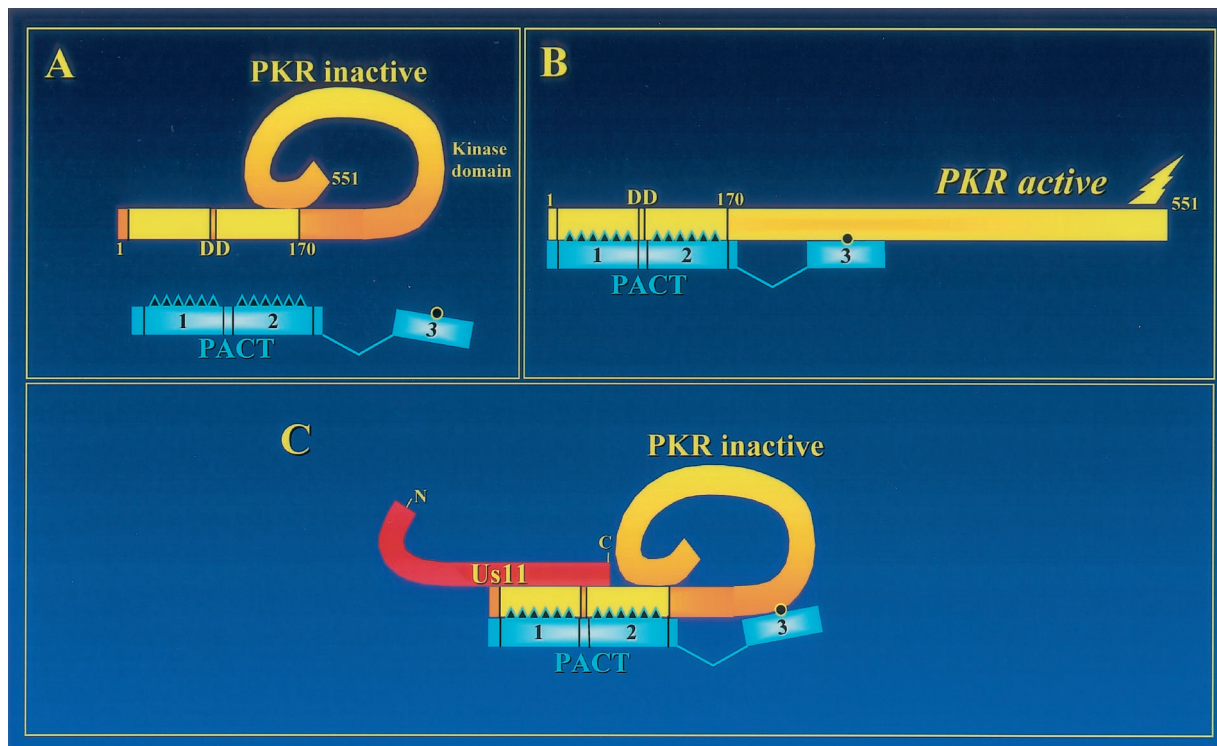 A
PKR inactive
Kinase
domain
551
1
DD
170
1
2
3
PACT
B
PKR active
1
DD
170
551
1
2
3
PACT
C
PKR inactive
N
C
Us11
1
2
3
PACT